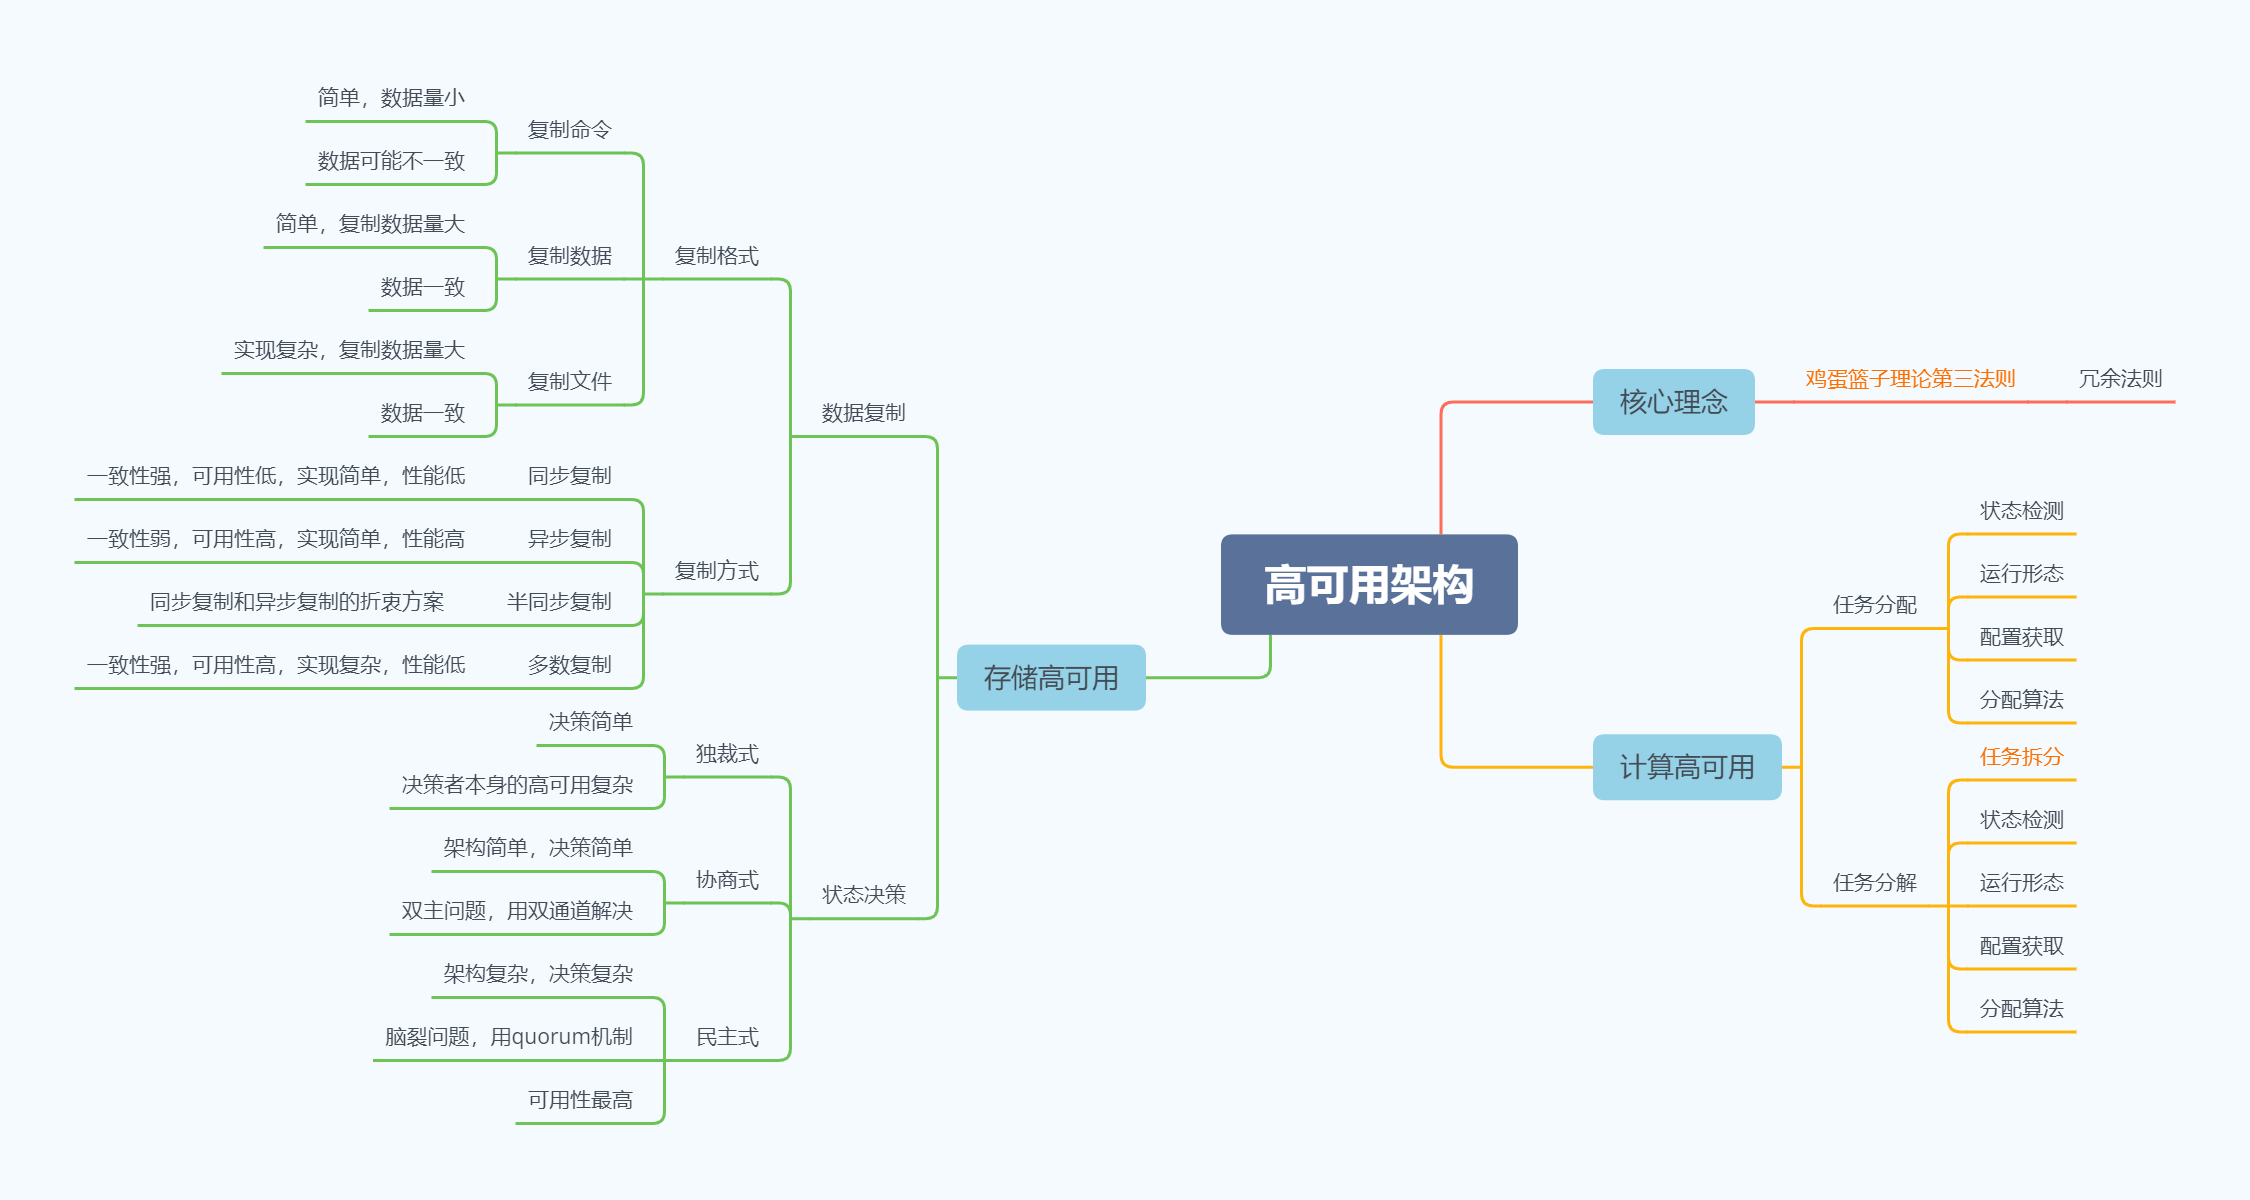 高可用架构
核心理念
鸡蛋篮子理论第三法则
冗余法则
计算高可用
任务分配
状态检测
运行形态
配置获取
分配算法
任务分解
任务拆分
状态检测
运行形态
配置获取
分配算法
存储高可用
数据复制
复制格式
复制命令
简单，数据量小
数据可能不一致
复制数据
简单，复制数据量大
数据一致
复制文件
实现复杂，复制数据量大
数据一致
复制方式
同步复制
一致性强，可用性低，实现简单，性能低
异步复制
一致性弱，可用性高，实现简单，性能高
半同步复制
同步复制和异步复制的折衷方案
多数复制
一致性强，可用性高，实现复杂，性能低
状态决策
独裁式
决策简单
决策者本身的高可用复杂
协商式
架构简单，决策简单
双主问题，用双通道解决
民主式
架构复杂，决策复杂
脑裂问题，用quorum机制
可用性最高